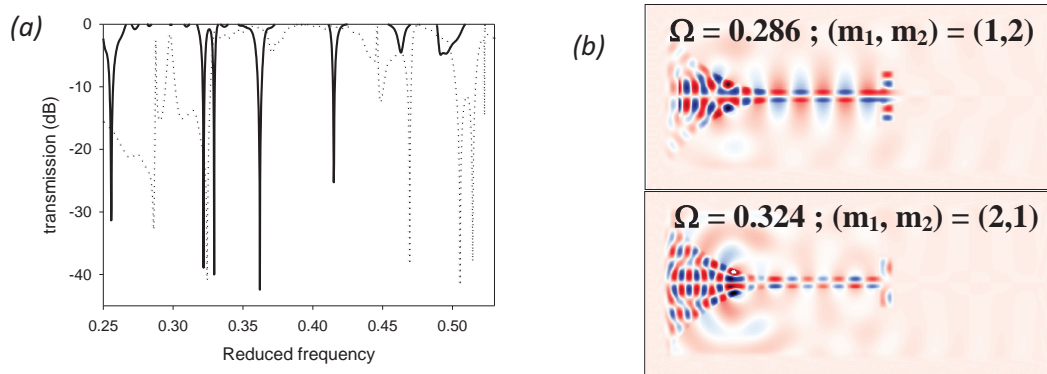 (a)
0
-10
-20
-30
-40
transmission (dB)
0.25 0.30 0.35 0.40 0.45 0.50
Reduced frequency
(b)
Ω = 0.286 ; (m₁, m₂) = (1,2)
Ω = 0.324 ; (m₁, m₂) = (2,1)